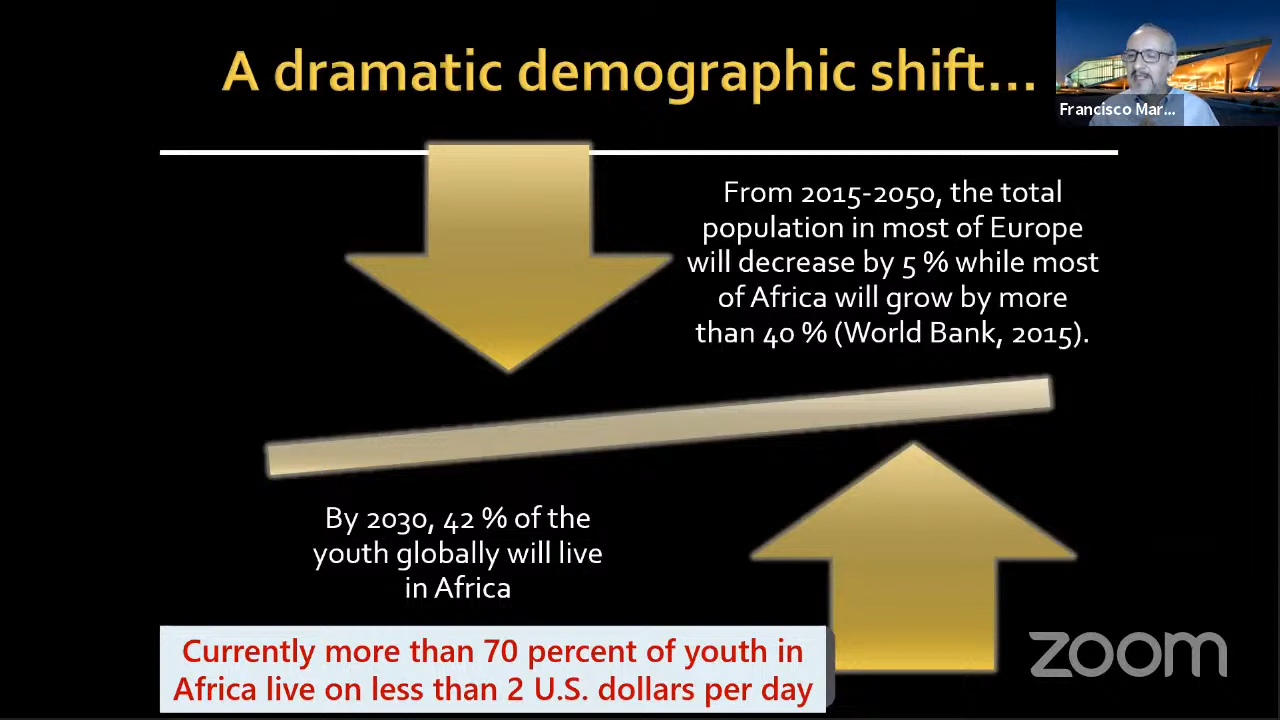 A dramatic demographic shift...
Francisco Mar...
From 2015-2050, the total
population in most of Europe
will decrease by 5 % while most
of Africa will grow by more
than 40 % (World Bank, 2015).
By 2030, 42 % of the
youth globally will live
in Africa
Currently more than 70 percent of youth in
Africa live on less than 2 U.S. dollars per day
zoom